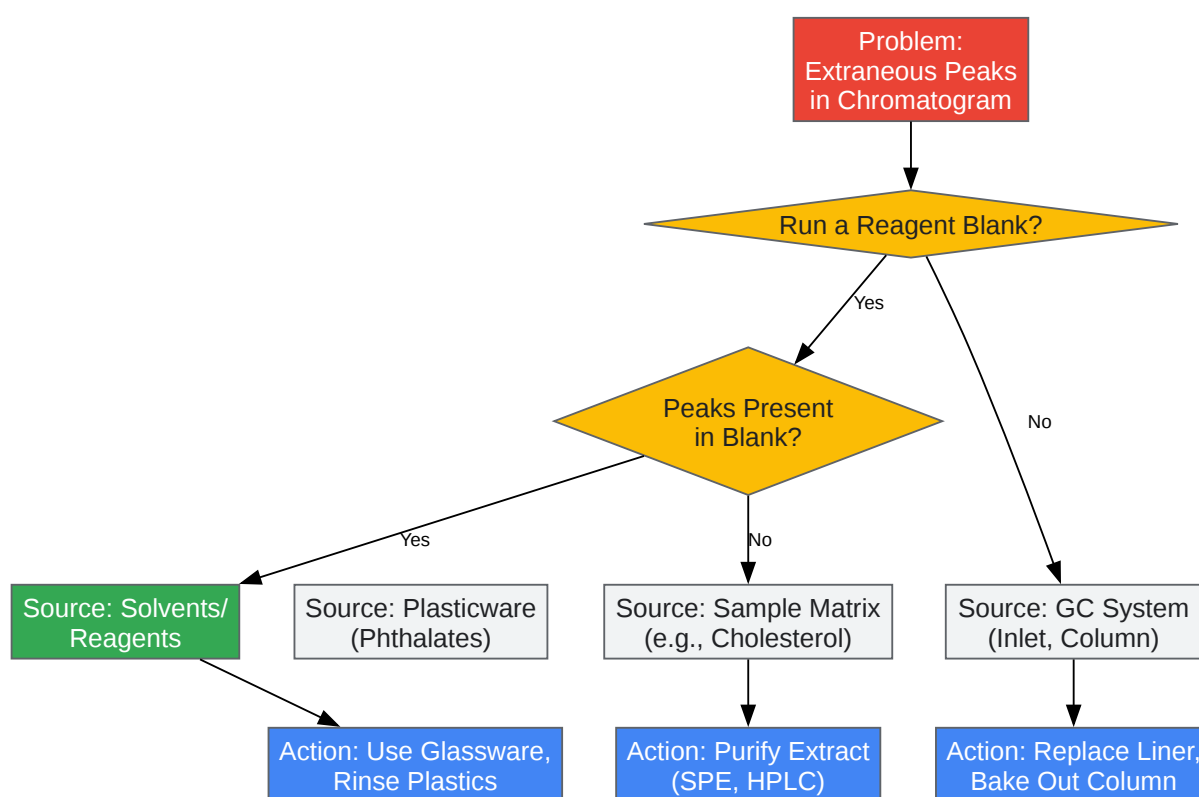 Problem:
Extraneous Peaks
in Chromatogram
Run a Reagent Blank?
Yes
Peaks Present
in Blank?
No
Yes
No
Source: Solvents/
Reagents
Source: Plasticware
(Phthalates)
Source: Sample Matrix
(e.g., Cholesterol)
Source: GC System
(Inlet, Column)
Action: Use Glassware,
Rinse Plastics
Action: Purify Extract
(SPE, HPLC)
Action: Replace Liner,
Bake Out Column